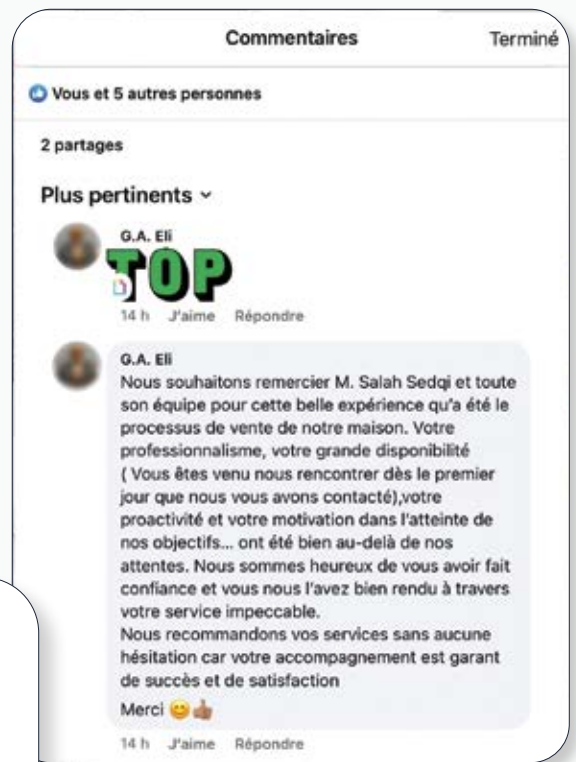 Commentaires
Terminé
Vous et 5 autres personnes
2 partages
Plus pertinents
G.A. Eli
TOP
14 h J'aime Répondre
G.A. Eli
Nous souhaitons remercier M. Salah Sedqi et toute
son équipe pour cette belle expérience qu'a été le
processus de vente de notre maison. Votre
professionnalisme, votre grande disponibilité
( Vous êtes venu nous rencontrer dès le premier
jour que nous vous avons contacté),votre
proactivité et votre motivation dans l'atteinte de
nos objectifs... ont été bien au-delà de nos
attentes. Nous sommes heureux de vous avoir fait
confiance et vous nous l'avez bien rendu à travers
votre service impeccable.
Nous recommandons vos services sans aucune
hésitation car votre accompagnement est garant
de succès et de satisfaction
Merci 😊👍🏽
14 h J'aime Répondre